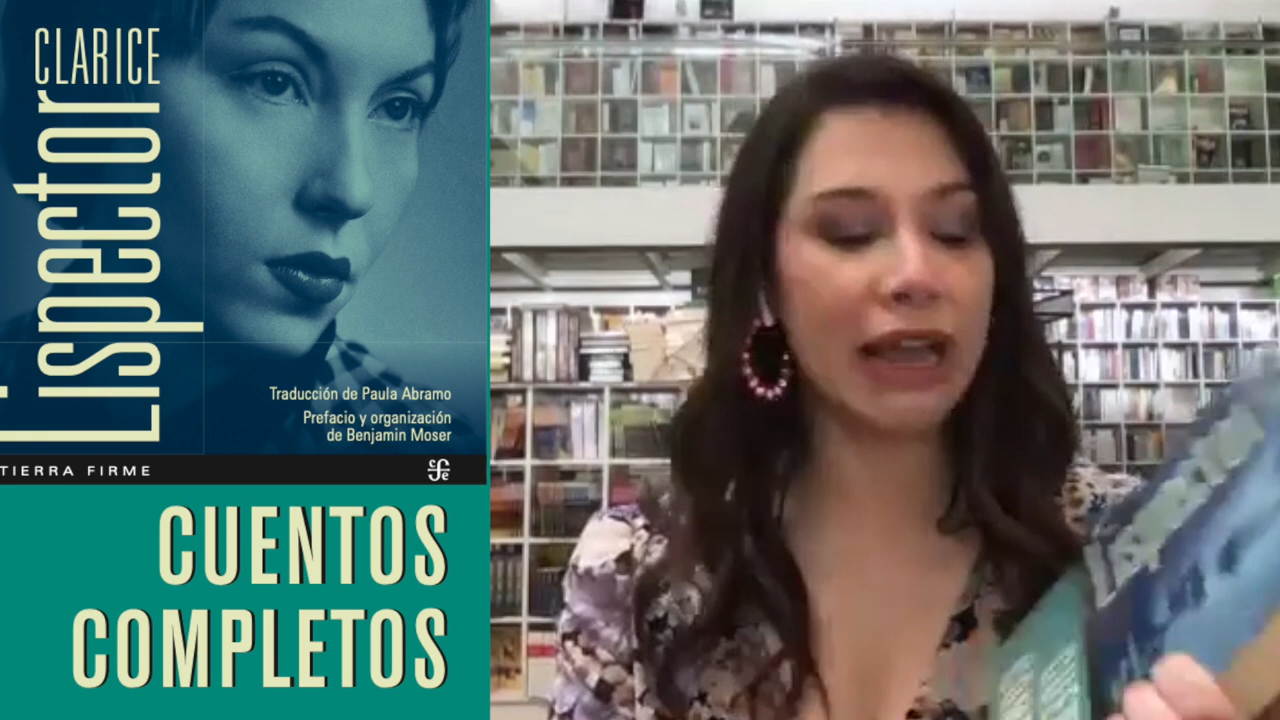 CLARICE
Lispector
Traducción de Paula Abramo
Prefacio y organización
de Benjamin Moser
TIERRA FIRME
CUENTOS
COMPLETOS